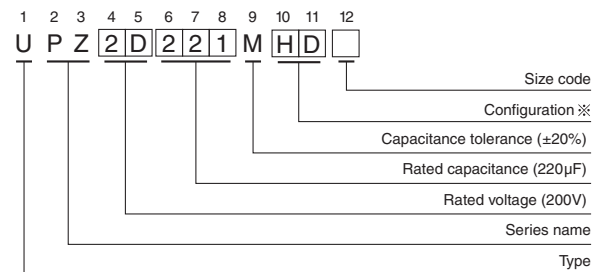 1 2 3 4 5 6 7 8 9 10 11 12
U P Z 2 D 2 2 1 M H D
Size code
Configuration ※
Capacitance tolerance (±20%)
Rated capacitance (220µF)
Rated voltage (200V)
Series name
Type